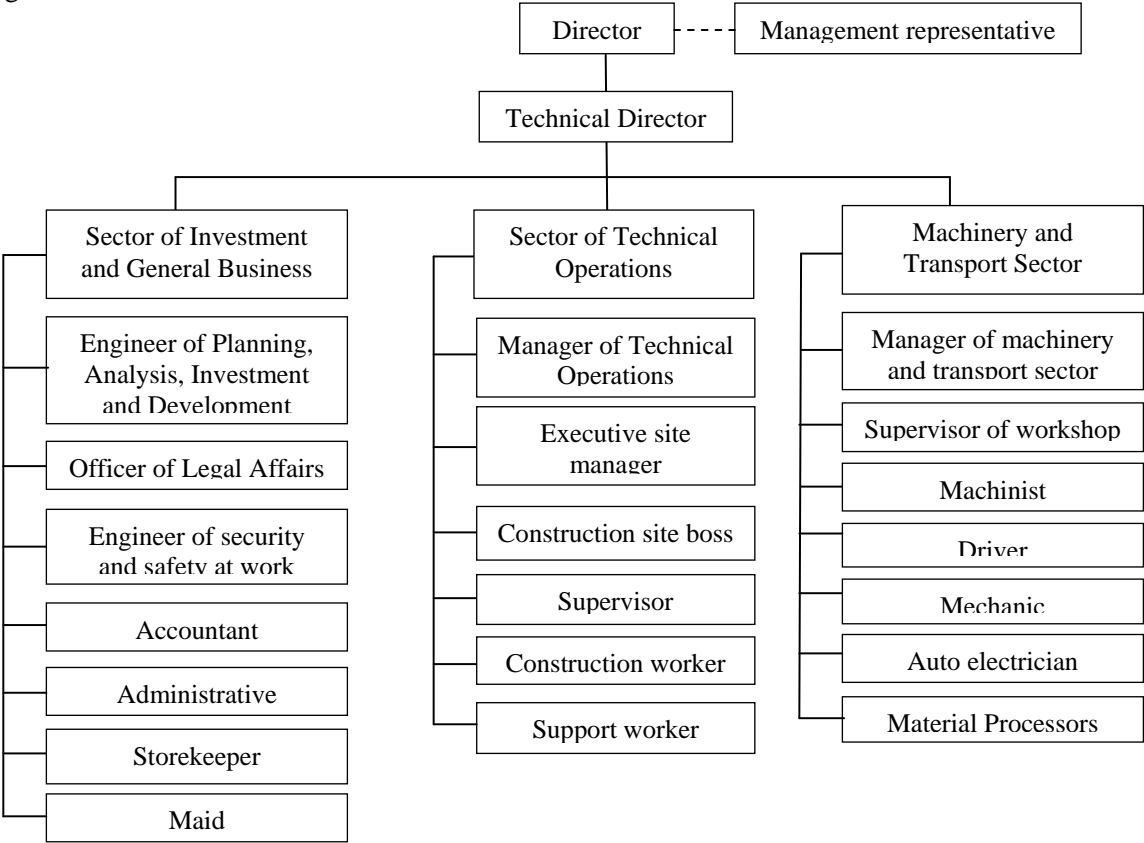 Director
Management representative
Technical Director
Sector of Investment
and General Business
Engineer of Planning,
Analysis, Investment
and Development
Officer of Legal Affairs
Engineer of security
and safety at work
Accountant
Administrative
Storekeeper
Maid
Sector of Technical
Operations
Manager of Technical
Operations
Executive site
manager
Construction site boss
Supervisor
Construction worker
Support worker
Machinery and
Transport Sector
Manager of machinery
and transport sector
Supervisor of workshop
Machinist
Driver
Mechanic
Auto electrician
Material Processors